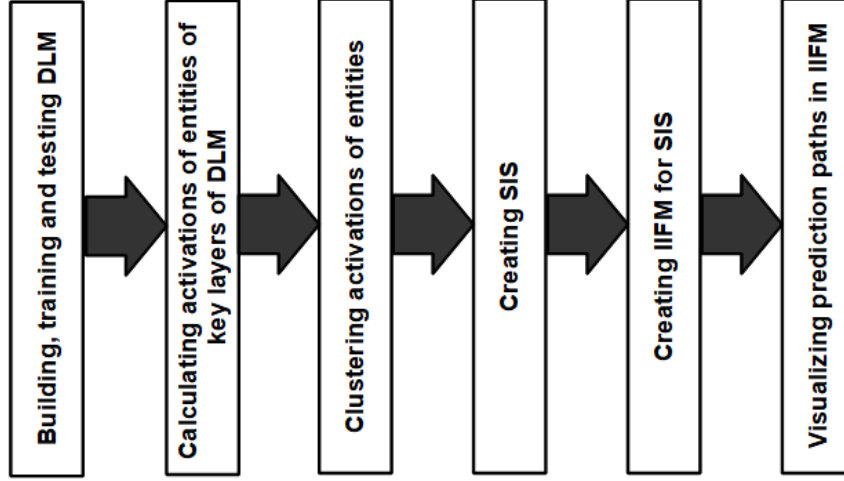 Building, training and testing DLM
Calculating activations of entities of
key layers of DLM
Clustering activations of entities
Creating SIS
Creating IIFM for SIS
Visualizing prediction paths in IIFM